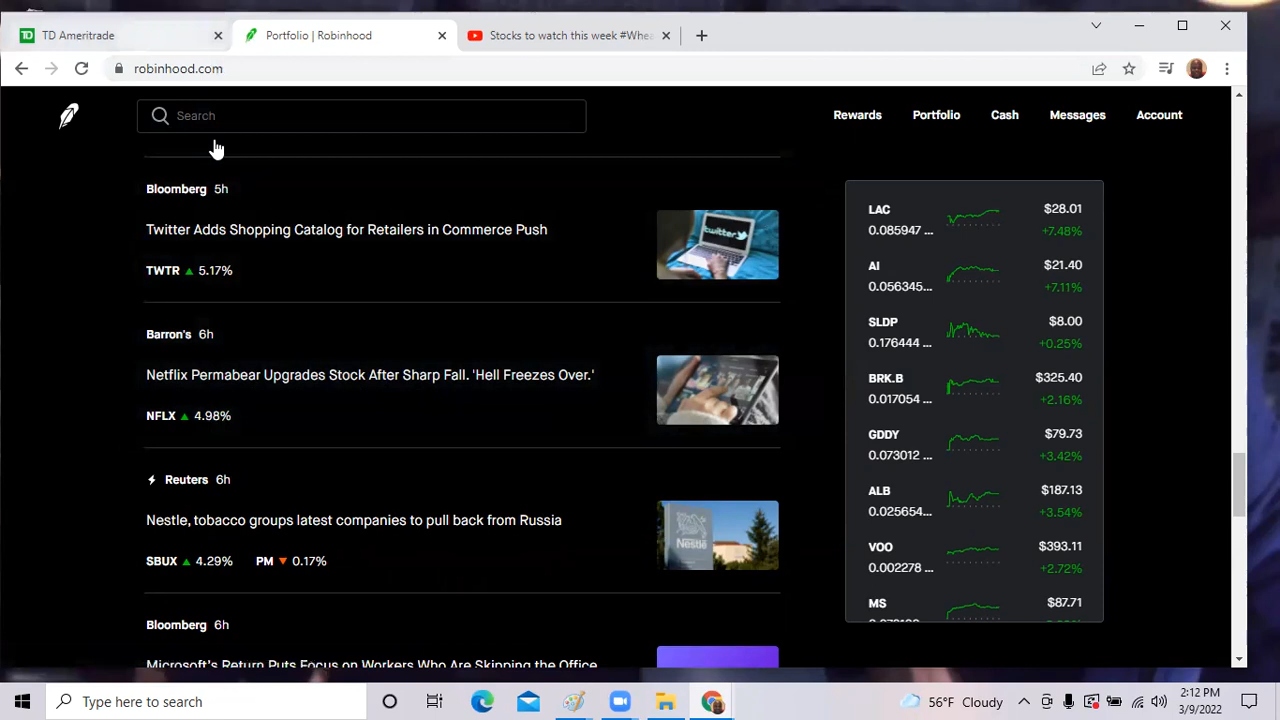 TD Ameritrade
Portfolio | Robinhood
Stocks to watch this week #Whea
robinhood.com
Search
Rewards
Portfolio
Cash
Messages
Account
Bloomberg 5h
Twitter Adds Shopping Catalog for Retailers in Commerce Push
TWTR 5.17%
twitter
Barron's 6h
Netflix Permabear Upgrades Stock After Sharp Fall. 'Hell Freezes Over.'
NFLX 4.98%
Reuters 6h
Nestle, tobacco groups latest companies to pull back from Russia
SBUX 4.29% PM 0.17%
Nestle
Bloomberg 6h
Microsoft's Return Puts Focus on Workers Who Are Skipping the Office
LAC $28.01
0.085947 ... +7.48%
AI $21.40
0.056345... +7.11%
SLDP $8.00
0.176444 ... +0.25%
BRK.B $325.40
0.017054 ... +2.16%
GDDY $79.73
0.073012 ... +3.42%
ALB $187.13
0.025654... +3.54%
VOO $393.11
0.002278 ... +2.72%
MS $87.71
Type here to search
56°F Cloudy
2:12 PM
3/9/2022